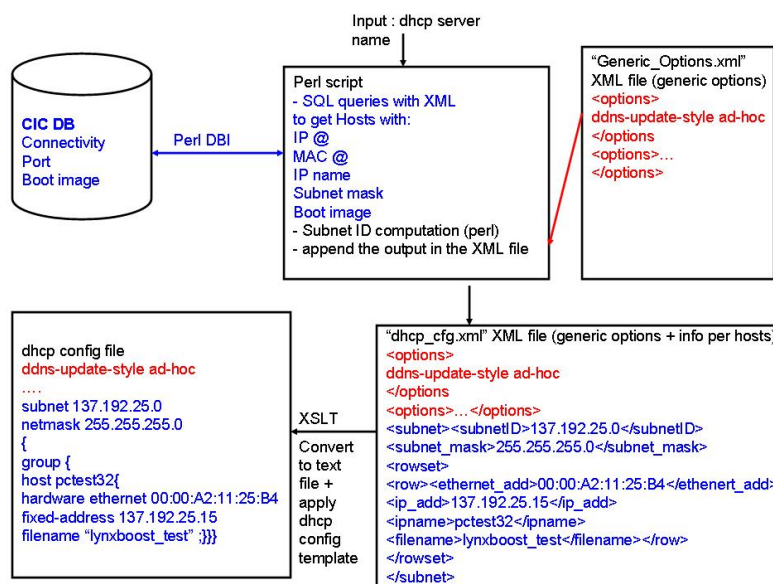 Input : dhcp server
name
CIC DB
Connectivity
Port
Boot image
Perl DBI
Perl script
- SQL queries with XML
to get Hosts with:
IP @
MAC @
IP name
Subnet mask
Boot image
- Subnet ID computation (perl)
- append the output in the XML file
“Generic_Options.xml”
XML file (generic options)
<options>
ddns-update-style ad-hoc
</options
<options>...
</options>
“dhcp_cfg.xml” XML file (generic options + info per hosts)
<options>
ddns-update-style ad-hoc
</options
<options>...</options>
<subnet><subnetID>137.192.25.0</subnetID>
<subnet_mask>255.255.255.0</subnet_mask>
<rowset>
<row><ethernet_add>00:00:A2:11:25:B4</ethenert_add>
<ip_add>137.192.25.15</ip_add>
<ipname>pctest32</ipname>
<filename>lynxboost_test</filename></row>
</rowset>
</subnet>
XSLT
Convert
to text
file +
apply
dhcp
config
template
dhcp config file
ddns-update-style ad-hoc
....
subnet 137.192.25.0
netmask 255.255.255.0
{
group {
host pctest32{
hardware ethernet 00:00:A2:11:25:B4
fixed-address 137.192.25.15
filename “lynxboost_test” ;}}}